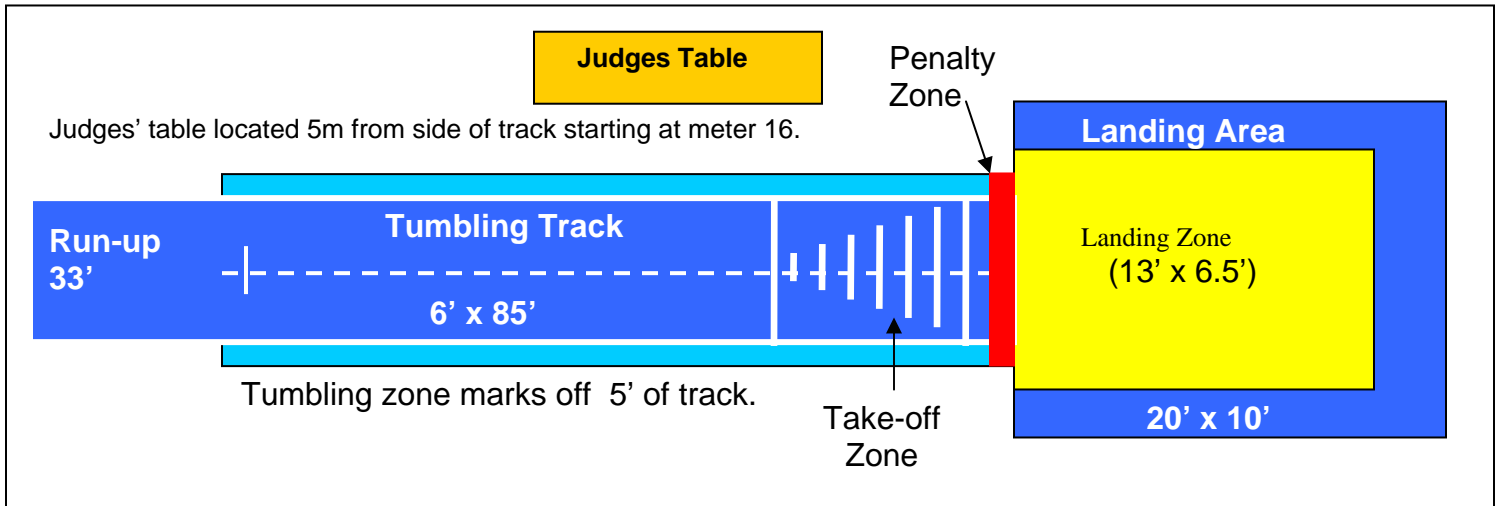 Judges Table
Penalty
Zone
Judges’ table located 5m from side of track starting at meter 16.
Landing Area
Run-up
33’
Tumbling Track
Landing Zone
(13’ x 6.5’)
6’ x 85’
Tumbling zone marks off  5’ of track.
Take-off
Zone
20’ x 10’